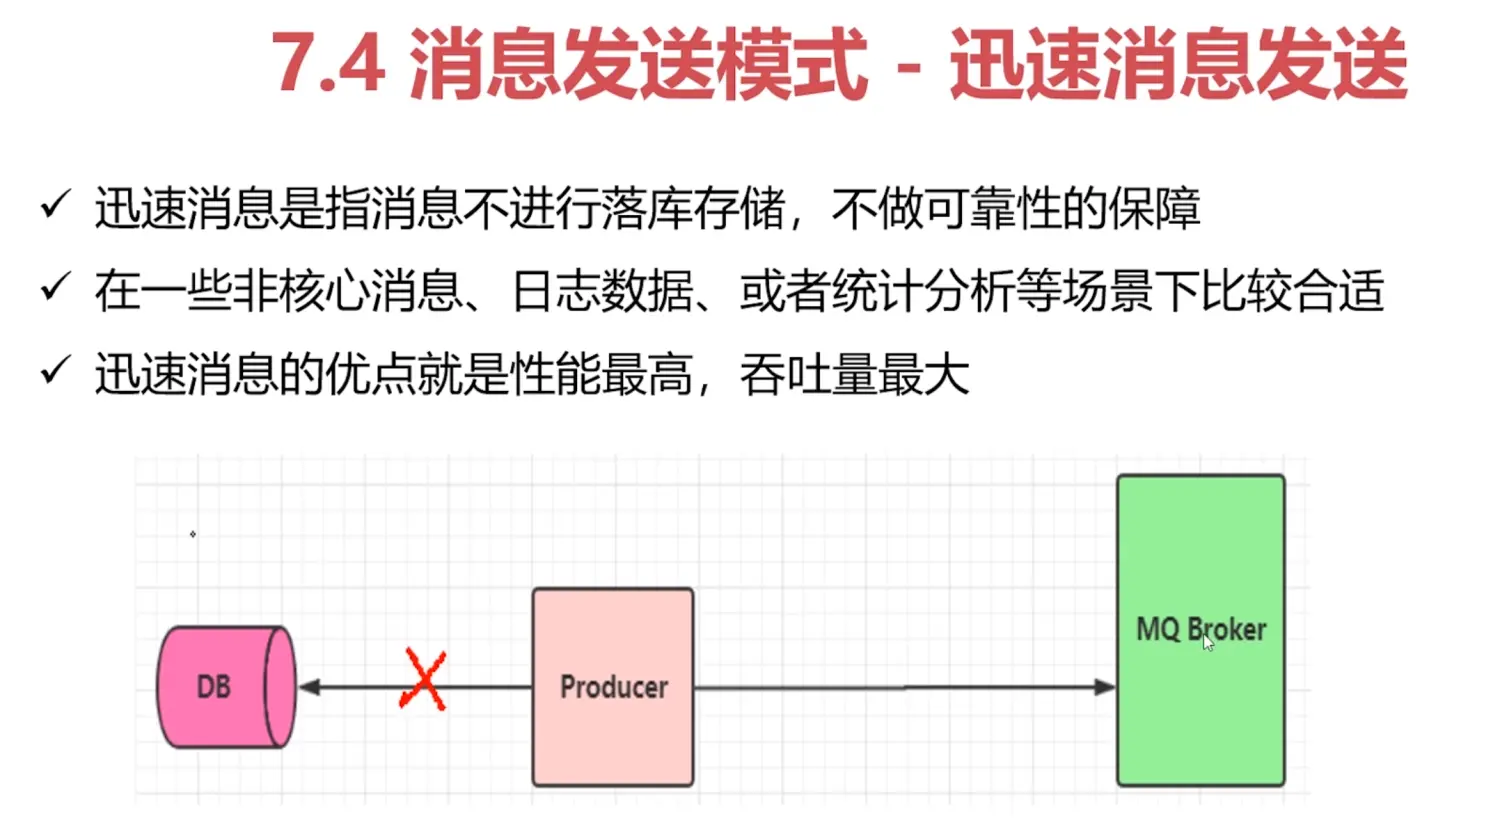 7.4 消息发送模式 - 迅速消息发送
✓ 迅速消息是指消息不进行落库存储，不做可靠性的保障
✓ 在一些非核心消息、日志数据、或者统计分析等场景下比较合适
✓ 迅速消息的优点就是性能最高，吞吐量最大
MQ Broker
DB
Producer